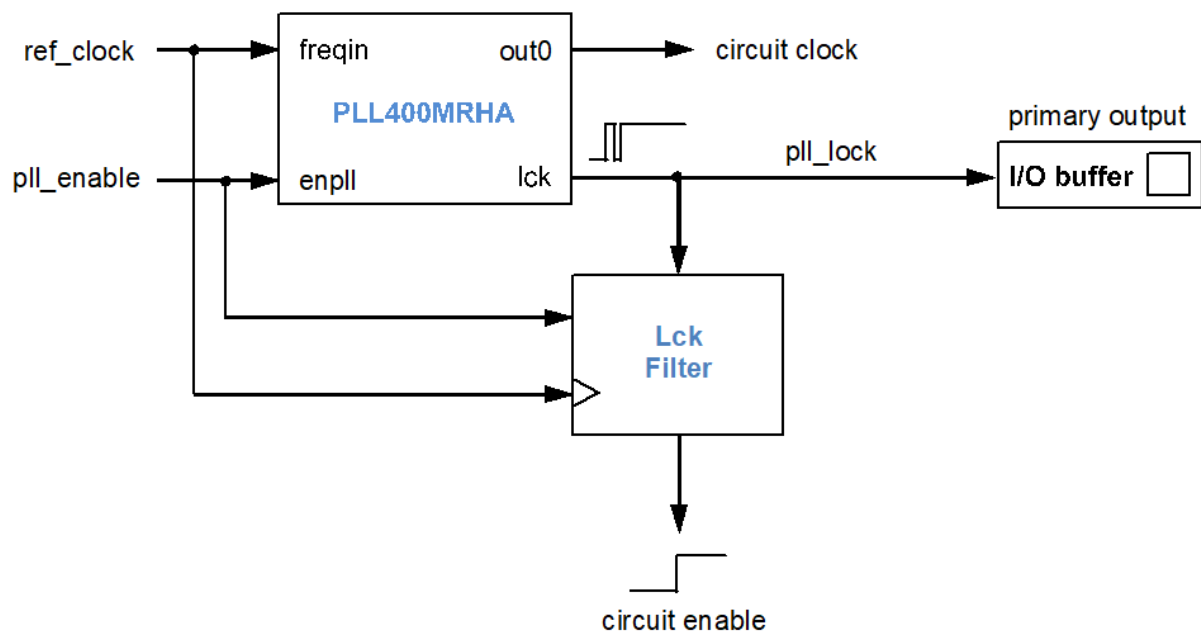 ref_clock
freqin
out0
circuit clock
PLL400MRHA
primary output
pll_enable
enpll
lck
pll_lock
I/O buffer
Lck
Filter
circuit enable